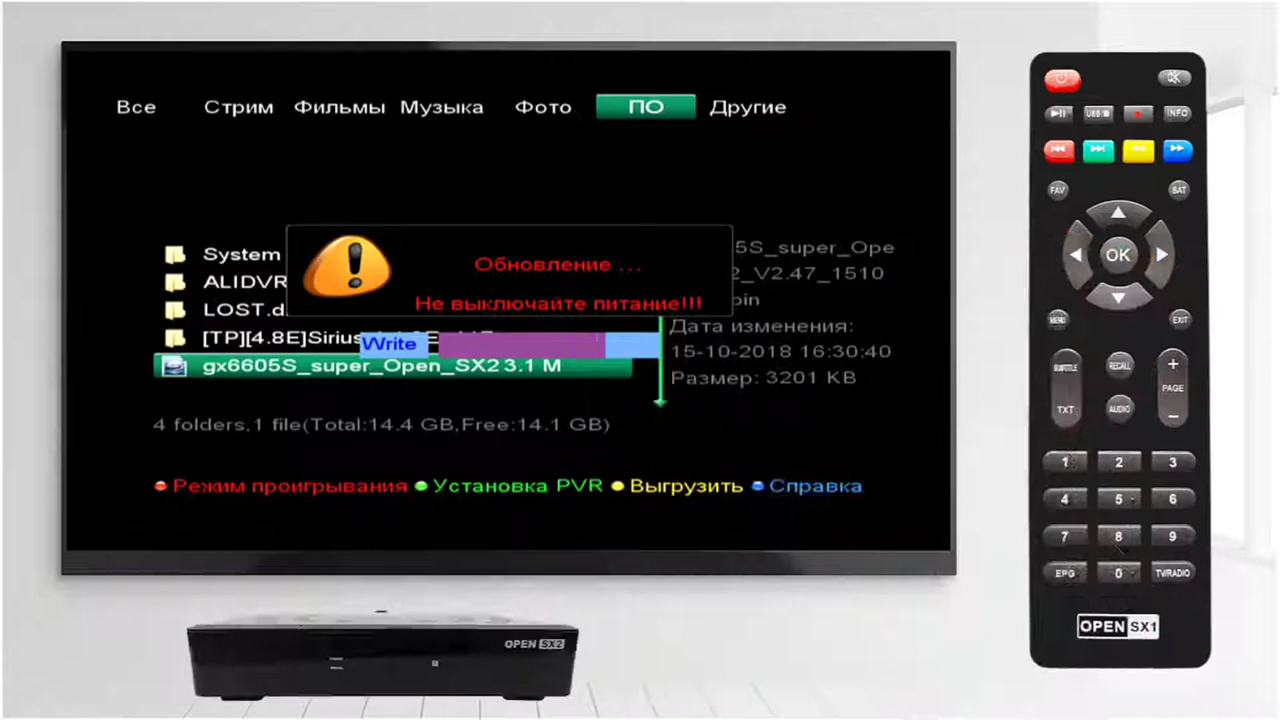 Все Стрим Фильмы Музыка Фото ПО Другие
System
ALIDVR
LOST.d
[TP][4.8E]Sirius
gx6605S_super_Open_SX2 3.1 M
Обновление ...
Не выключайте питание!!!
Write
5S_super_Ope
2_V2.47_1510
bin
Дата изменения:
15-10-2018 16:30:40
Размер: 3201 KB
4 folders,1 file(Total:14.4 GB,Free:14.1 GB)
Режим проигрывания Установка PVR Выгрузить Справка
OPEN SX2
INFO
FAV SAT
OK
MENU EXIT
SUBTITLE RECALL +
PAGE
TXT AUDIO −
1 2 3
4 5 6
7 8 9
EPG 0 TV/RADIO
OPEN SX1